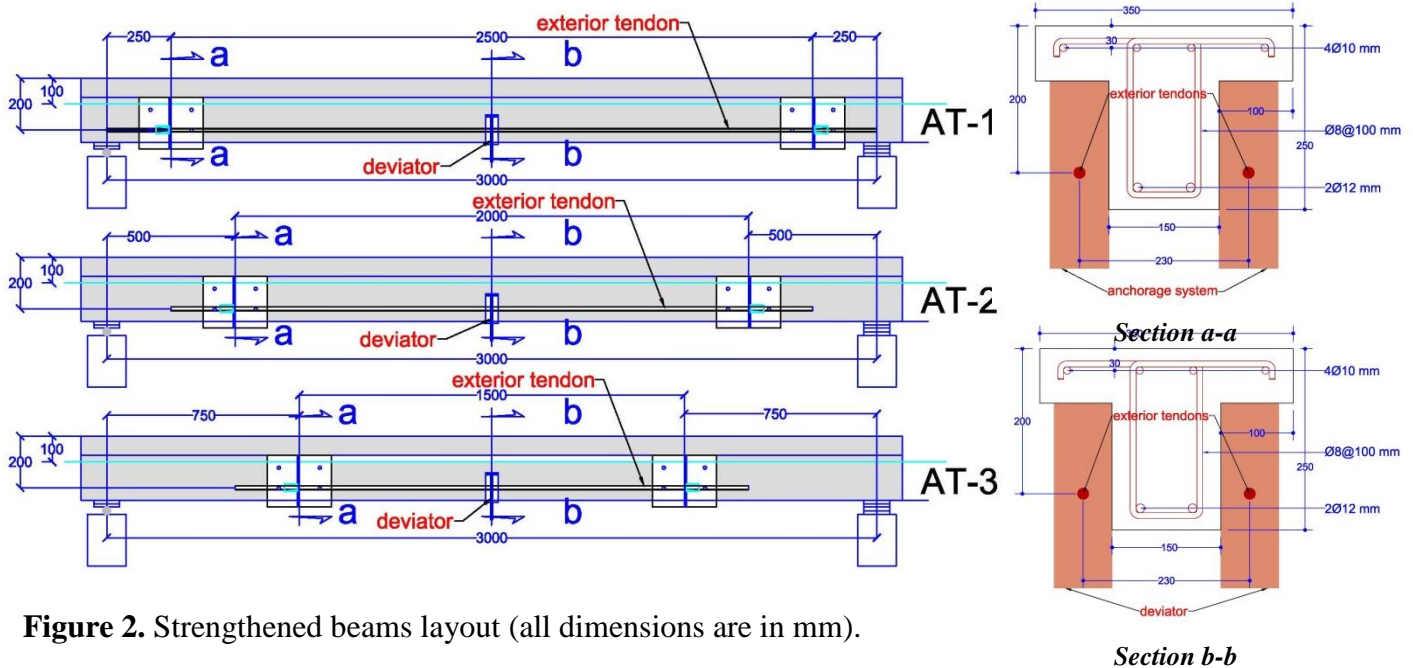 exterior tendon
250
2500
250
a
b
100
200
AT-1
a
b
deviator
3000
exterior tendon
2000
500
a
b
500
100
200
AT-2
a
b
deviator
3000
exterior tendon
1500
750
a
b
750
100
200
AT-3
a
b
deviator
3000
350
30
4Ø10 mm
200
exterior tendons
100
Ø8@100 mm
250
2Ø12 mm
150
230
anchorage system
Section a-a
30
4Ø10 mm
200
exterior tendons
100
Ø8@100 mm
250
2Ø12 mm
150
230
deviator
Section b-b
Figure 2. Strengthened beams layout (all dimensions are in mm).